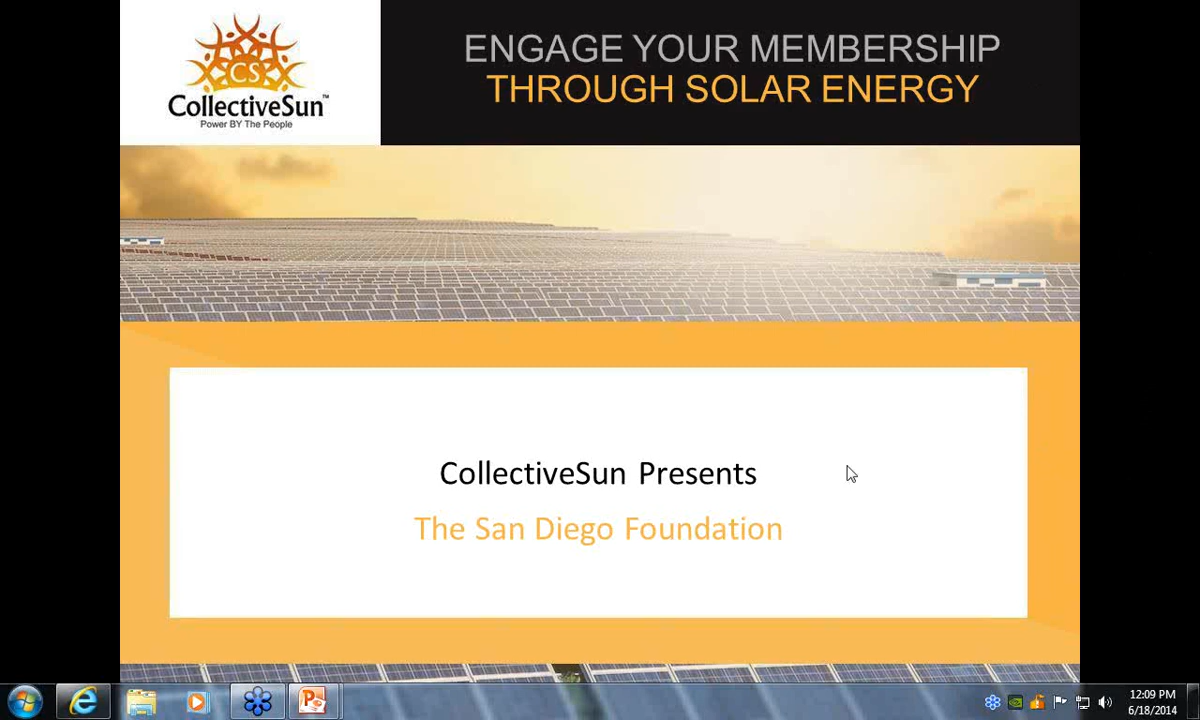 CS
CollectiveSun™
Power BY The People
ENGAGE YOUR MEMBERSHIP
THROUGH SOLAR ENERGY
CollectiveSun Presents
The San Diego Foundation
12:09 PM
6/18/2014